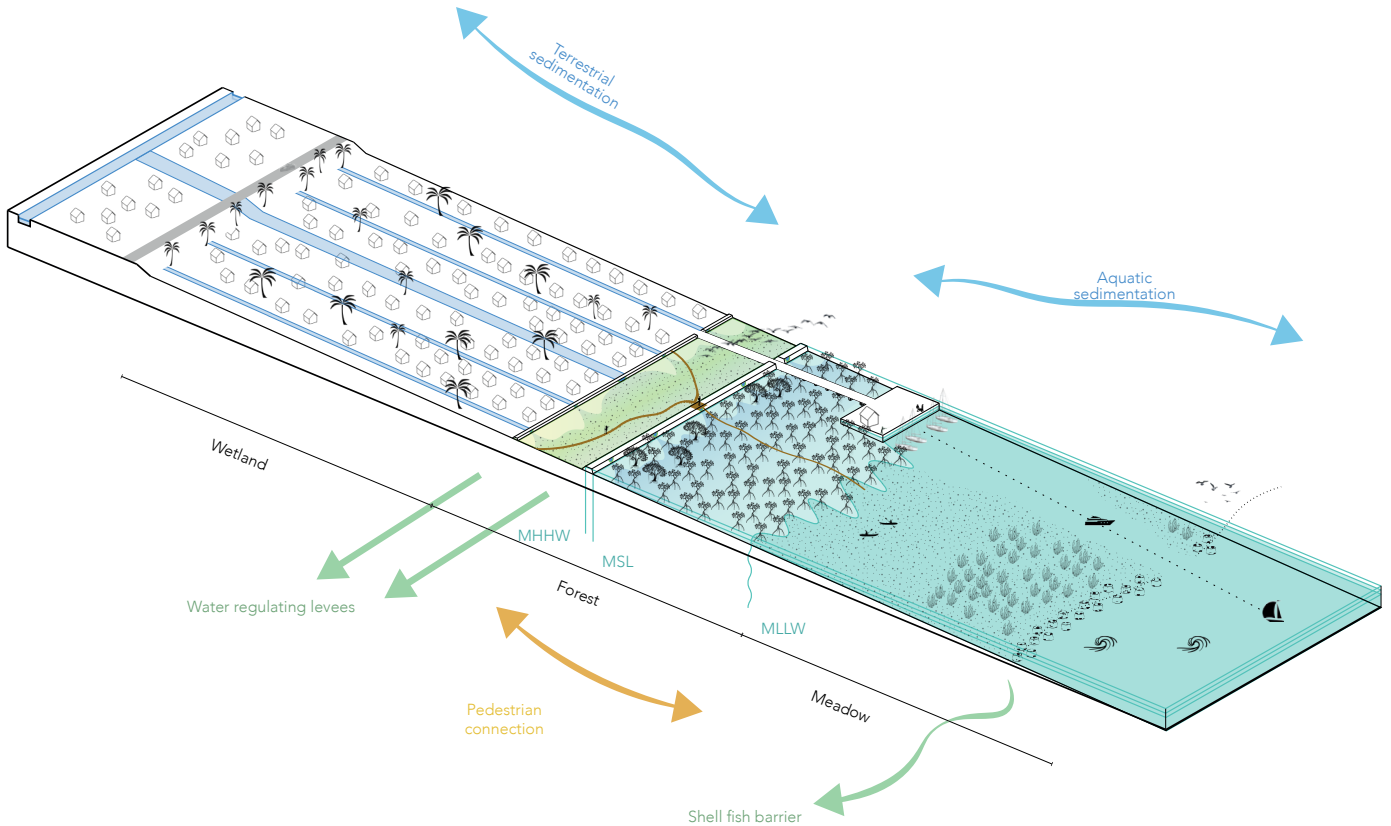 Terrestrial
sedimentation
Aquatic
sedimentation
Wetland
MHHW
MSL
Forest
Water regulating levees
MLLW
Pedestrian
connection
Meadow
Shell fish barrier